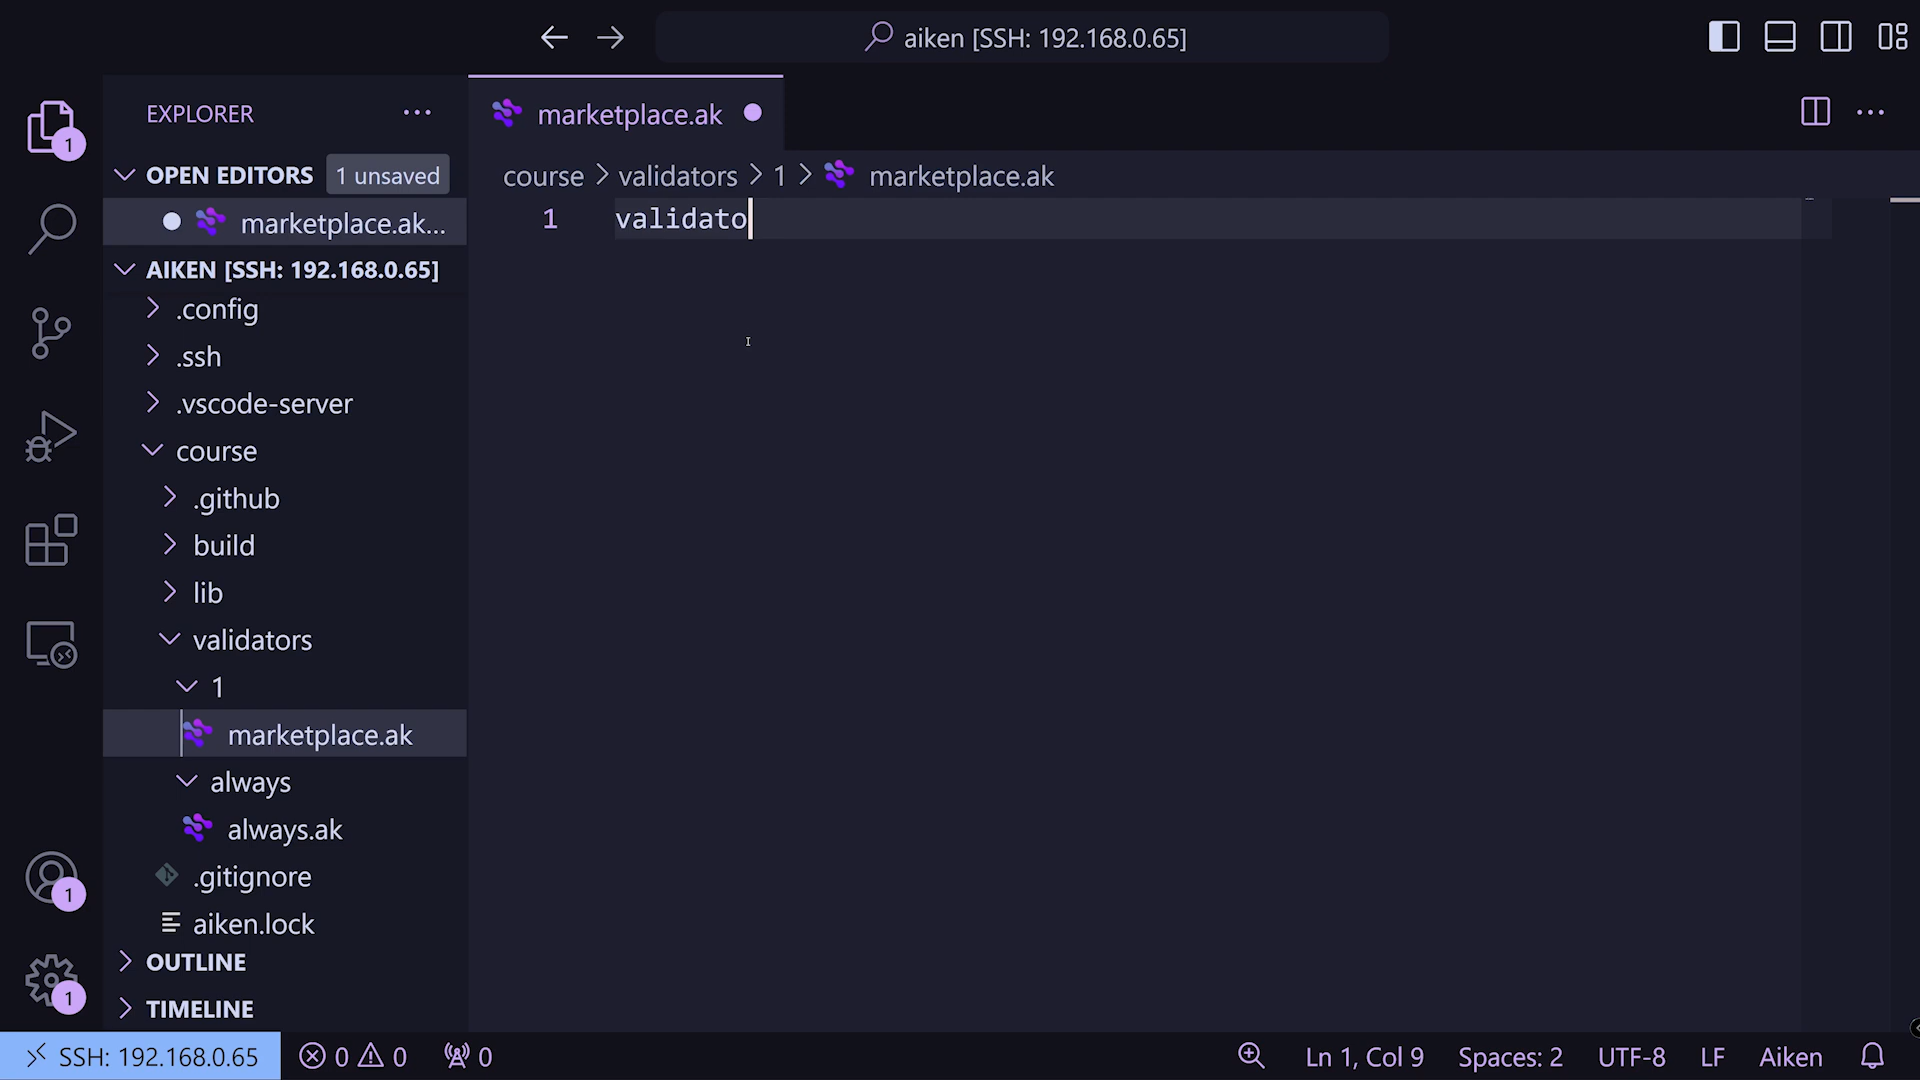 aiken [SSH: 192.168.0.65]
EXPLORER
marketplace.ak
1
OPEN EDITORS 1 unsaved
course > validators > 1 > marketplace.ak
marketplace.ak...
1 validato
AIKEN [SSH: 192.168.0.65]
.config
.ssh
.vscode-server
course
.github
build
lib
validators
1
marketplace.ak
always
always.ak
.gitignore
1
aiken.lock
OUTLINE
1
TIMELINE
SSH: 192.168.0.65 0 0 0 Ln 1, Col 9 Spaces: 2 UTF-8 LF Aiken